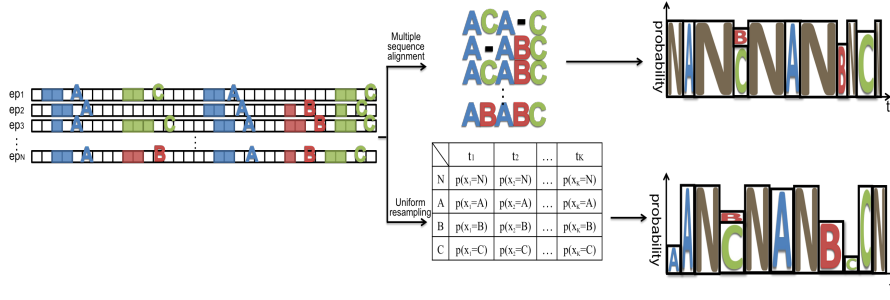 ep1 A C A C
ep2 A A B C
ep3 A C A B C
epN A B A B C
Multiple
sequence
alignment
ACA-C
A-ABC
ACABC
ABABC
probability
N A N B C N A N B N C N
t
Uniform
resampling
t1 t2 ... tK
N p(x1=N) p(x2=N) ... p(xK=N)
A p(x1=A) p(x2=A) ... p(xK=A)
B p(x1=B) p(x2=B) ... p(xK=B)
C p(x1=C) p(x2=C) ... p(xK=C)
probability
A A N B C N A N B C C N